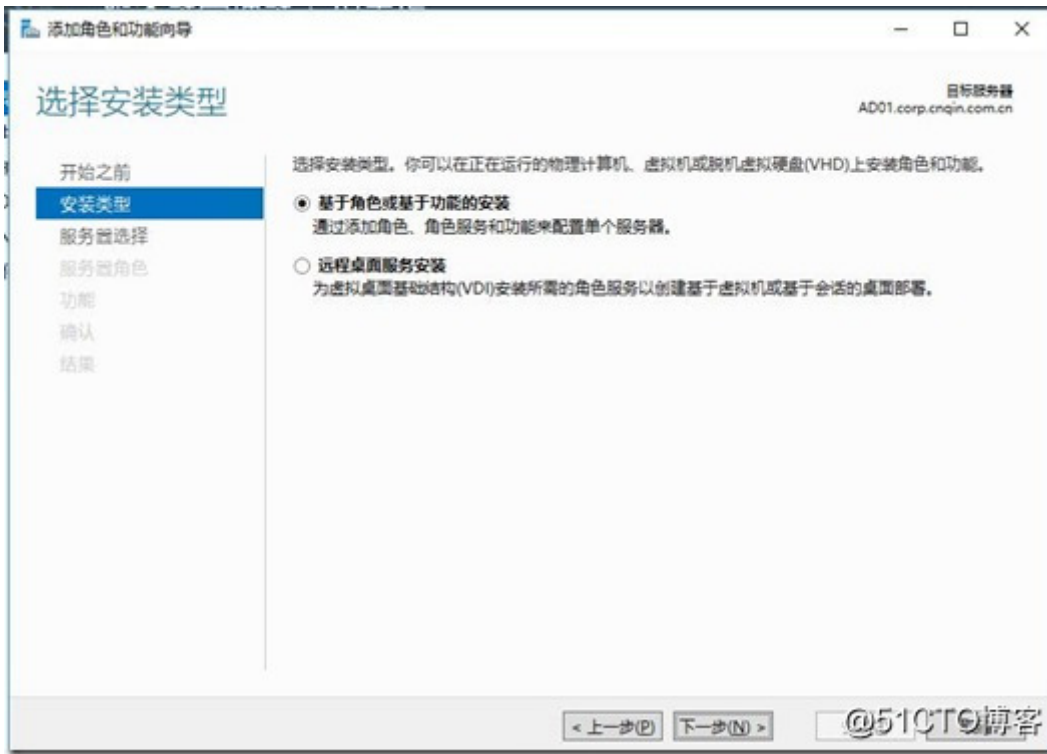 添加角色和功能向导
选择安装类型
目标服务器
AD01.corp.cnqin.com.cn
开始之前
安装类型
服务器选择
服务器角色
功能
确认
结果
选择安装类型。你可以在正在运行的物理计算机、虚拟机或脱机虚拟硬盘(VHD)上安装角色和功能。
基于角色或基于功能的安装
通过添加角色、角色服务和功能来配置单个服务器。
远程桌面服务安装
为虚拟桌面基础结构(VDI)安装所需的角色服务以创建基于虚拟机或基于会话的桌面部署。
< 上一步(P) 下一步(N) >
@51CTO博客